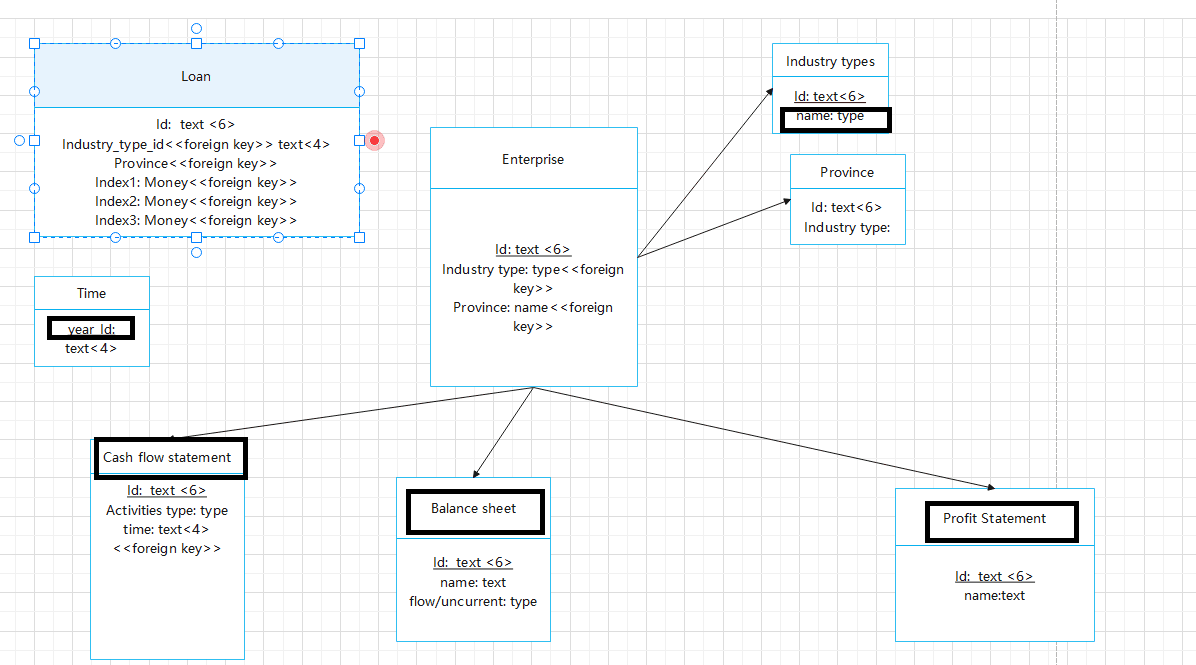 Loan
Id:  text <6>
Industry_type_id<<foreign key>> text<4>
Province<<foreign key>>
Index1: Money<<foreign key>>
Index2: Money<<foreign key>>
Index3: Money<<foreign key>>
Time
year_Id:
text<4>
Enterprise
Id: text <6>
Industry type: type<<foreign
key>>
Province: name<<foreign
key>>
Industry types
Id: text<6>
name: type
Province
Id: text<6>
Industry type:
Cash flow statement
Id:  text <6>
Activities type: type
time: text<4>
<<foreign key>>
Balance sheet
Id:  text <6>
name: text
flow/uncurrent: type
Profit Statement
Id:  text <6>
name:text